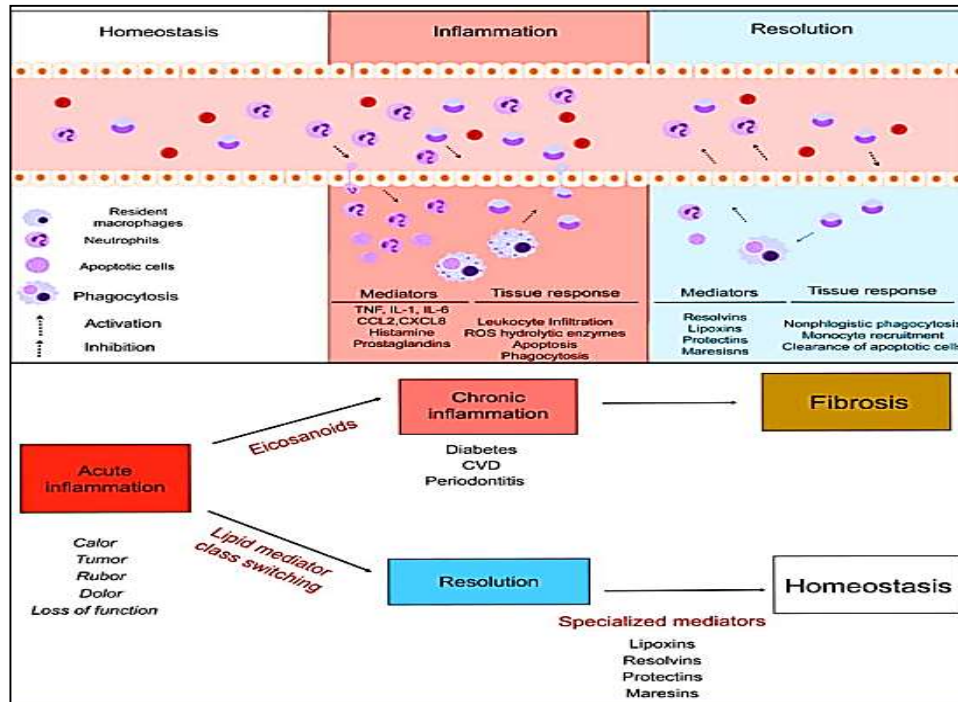 Homeostasis
Inflammation
Resolution
Resident
macrophages
Neutrophils
Apoptotic cells
Phagocytosis
Activation
Inhibition
Mediators
TNF, IL-1, IL-6
CCL2,CXCL8
Histamine
Prostaglandins
Tissue response
Leukocyte Infiltration
ROS hydrolytic enzymes
Apoptosis
Phagocytosis
Mediators
Resolvins
Lipoxins
Protectins
Maresisns
Tissue response
Nonphlogistic phagocytosis
Monocyte recruitment
Clearance of apoptotic cells
Acute
inflammation
Calor
Tumor
Rubor
Dolor
Loss of function
Eicosanoids
Chronic
inflammation
Diabetes
CVD
Periodontitis
Fibrosis
Lipid mediator
class switching
Resolution
Specialized mediators
Lipoxins
Resolvins
Protectins
Maresins
Homeostasis